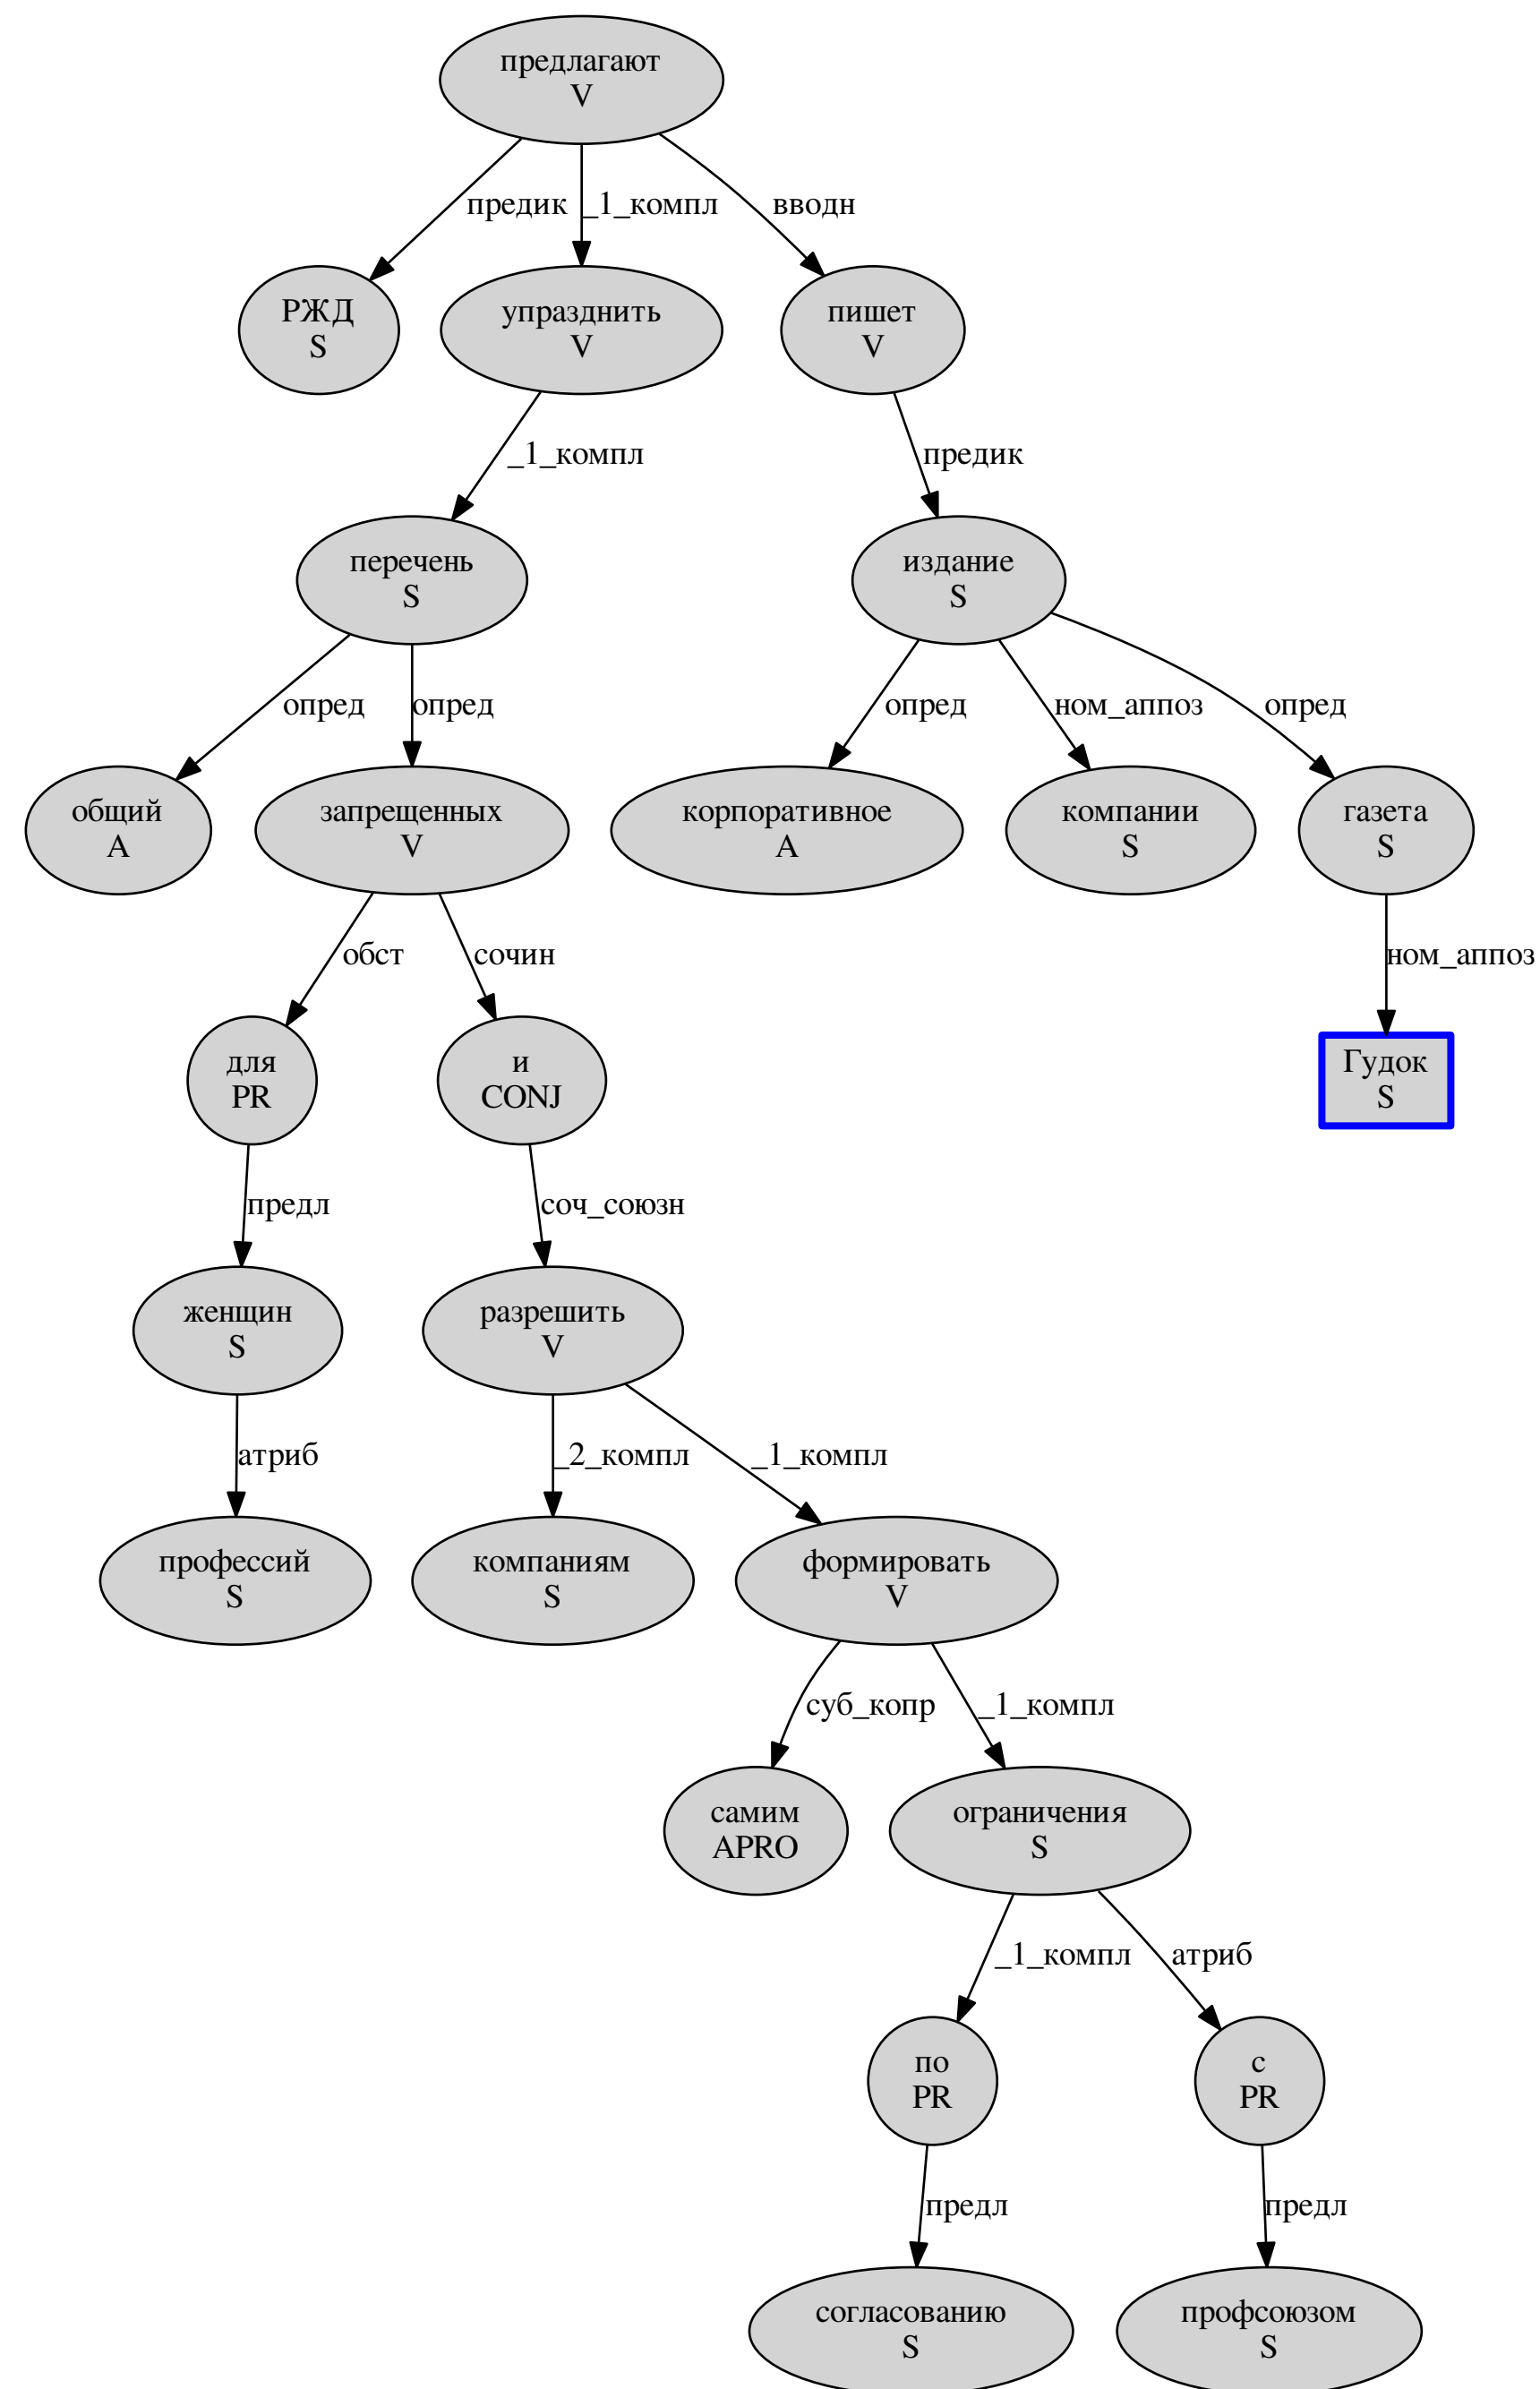 предлагают
V
предик
_1_компл
вводн
РЖД
S
упразднить
V
пишет
V
_1_компл
предик
перечень
S
издание
S
опред
опред
опред
ном_аппоз
опред
общий
A
запрещенных
V
корпоративное
A
компании
S
газета
S
обст
сочин
ном_аппоз
для
PR
и
CONJ
Гудок
S
предл
соч_союзн
женщин
S
разрешить
V
атриб
_2_компл
_1_компл
профессий
S
компаниям
S
формировать
V
суб_копр
_1_компл
самим
APRO
ограничения
S
_1_компл
атриб
по
PR
с
PR
предл
предл
согласованию
S
профсоюзом
S